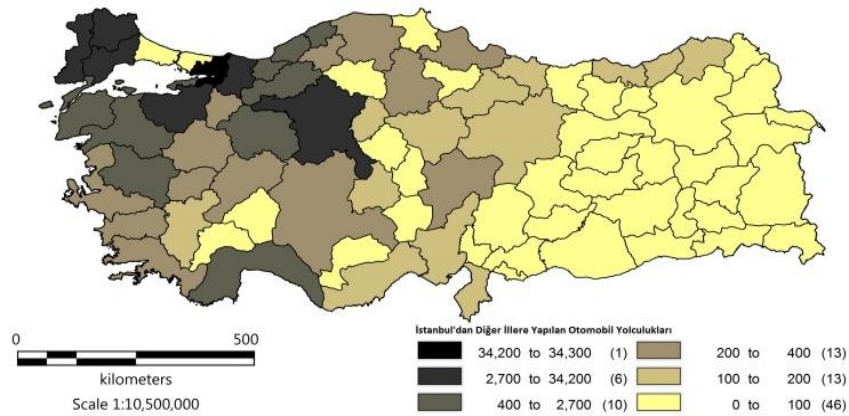 0 500
kilometers
Scale 1:10,500,000
İstanbul'dan Diğer İllere Yapılan Otomobil Yolculukları
34,200 to 34,300 (1)
2,700 to 34,200 (6)
400 to 2,700 (10)
200 to 400 (13)
100 to 200 (13)
0 to 100 (46)